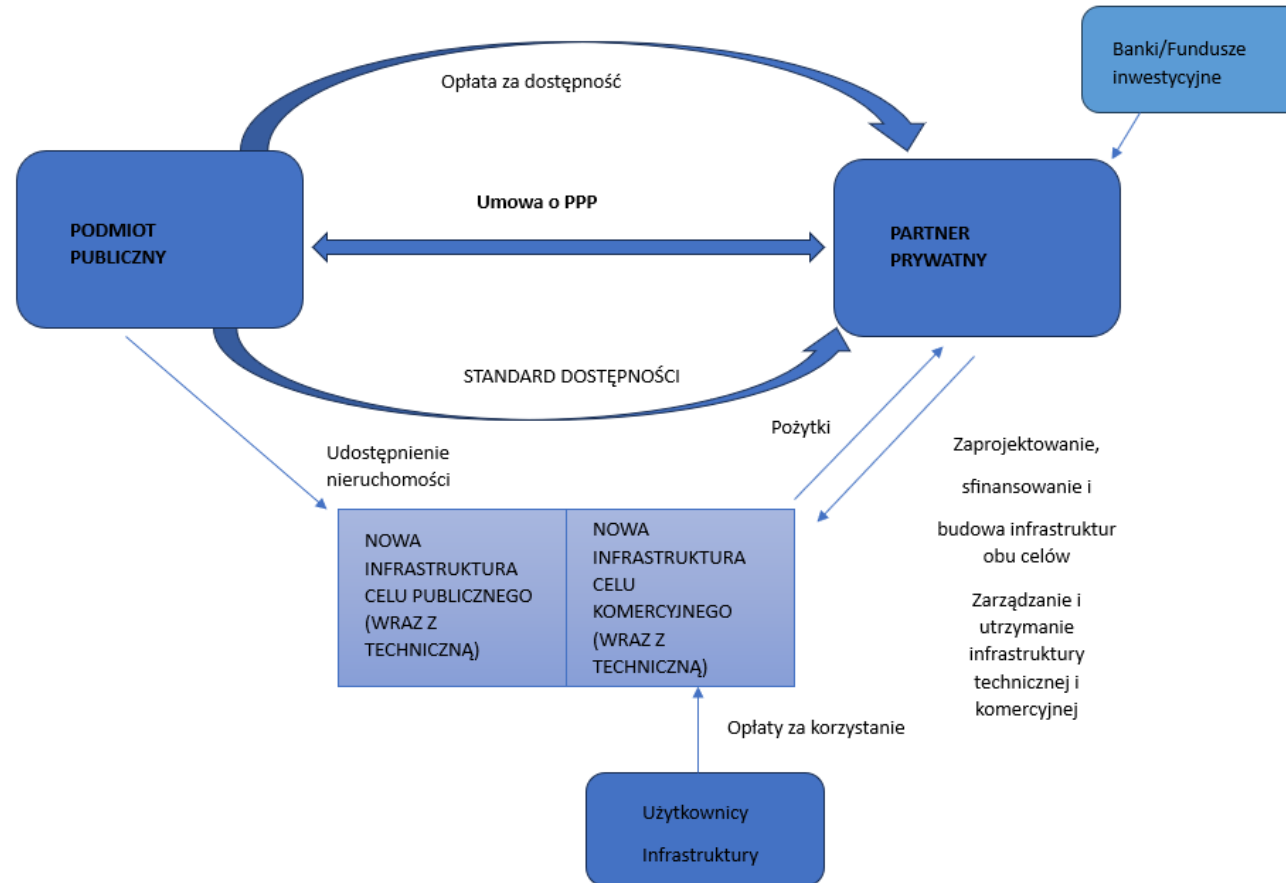 Banki/Fundusze
inwestycyjne
Opłata za dostępność
PODMIOT
PUBLICZNY
Umowa o PPP
PARTNER
PRYWATNY
STANDARD DOSTĘPNOŚCI
Udostępnienie
nieruchomości
Pożytki
Zaprojektowanie,
sfinansowanie i
budowa infrastruktur
obu celów
Zarządzanie i
utrzymanie
infrastruktury
technicznej i
komercyjnej
NOWA
INFRASTRUKTURA
CELU PUBLICZNEGO
(WRAZ Z
TECHNICZNĄ)
NOWA
INFRASTRUKTURA
CELU
KOMERCYJNEGO
(WRAZ Z
TECHNICZNĄ)
Opłaty za korzystanie
Użytkownicy
Infrastruktury